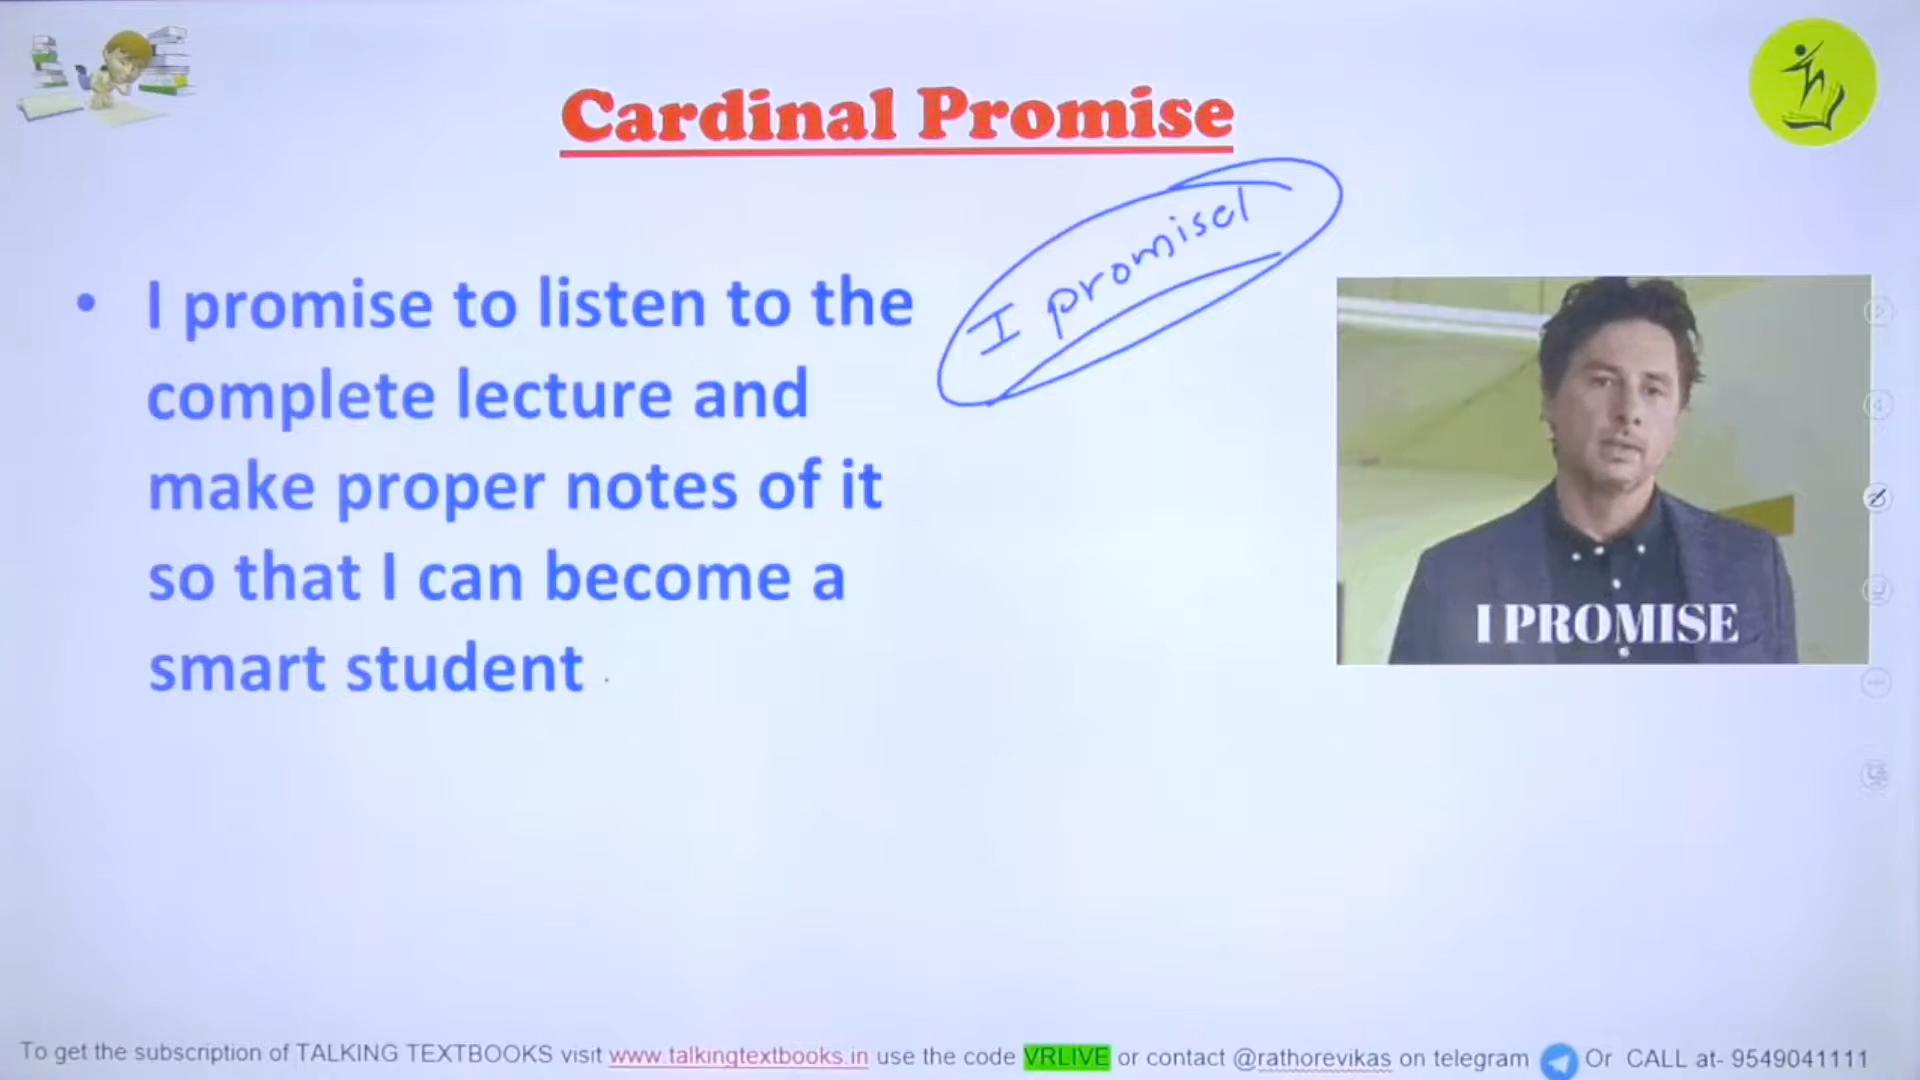 Cardinal Promise
I promisd
• I promise to listen to the
complete lecture and
make proper notes of it
so that I can become a
smart student
I PROMISE
To get the subscription of TALKING TEXTBOOKS visit www.talkingtextbooks.in use the code VRLIVE or contact @rathorevikas on telegram Or CALL at- 9549041111